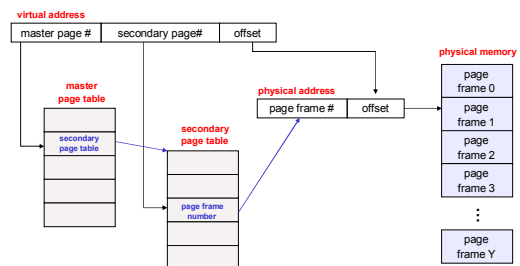 virtual address
master page #
secondary page#
offset
physical memory
master
page table
secondary
page table
secondary
page table
page frame
number
physical address
page frame #
offset
page
frame 0
page
frame 1
page
frame 2
page
frame 3
...
page
frame Y